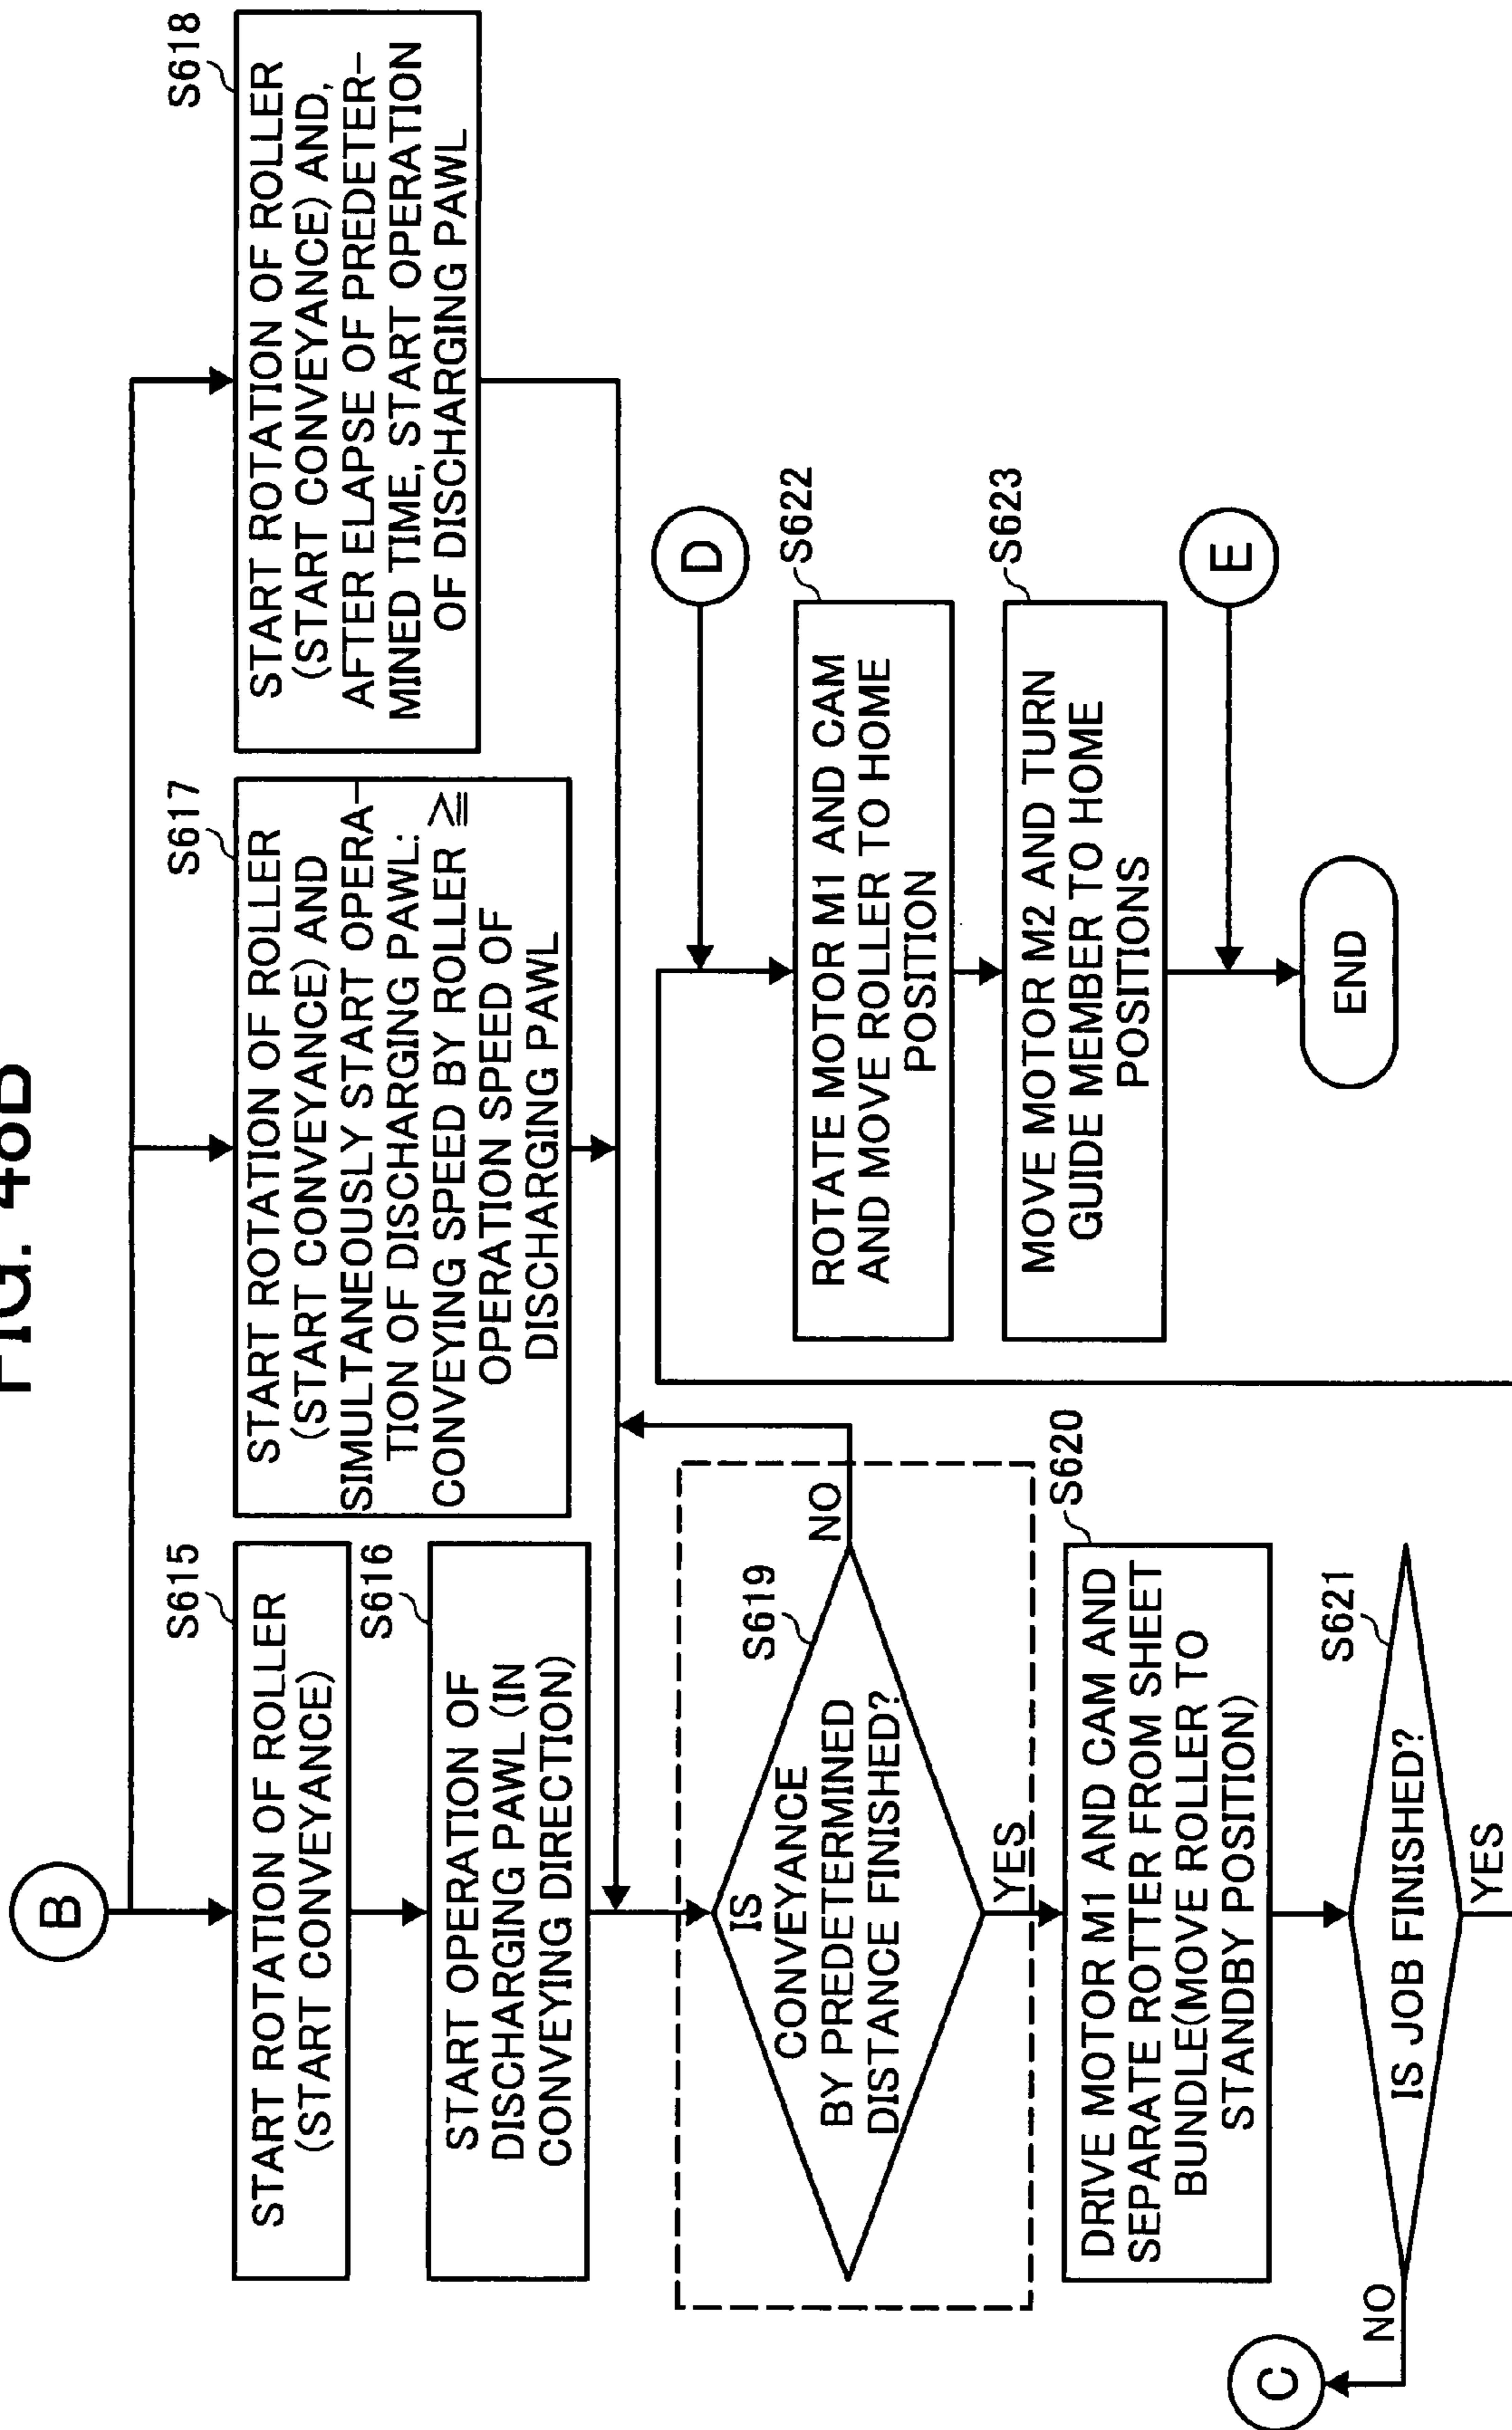 FIG.
B
S615
START ROTATION OF ROLLER
(START CONVEYANCE)
S616
START OPERATION OF
DISCHARGING PAWL (IN
CONVEYING DIRECTION)
S617
START ROTATION OF ROLLER
(START CONVEYANCE) AND
SIMULTANEOUSLY START OPERA-
TION OF DISCHARGING PAWL:
CONVEYING SPEED BY ROLLER ≧
OPERATION SPEED OF
DISCHARGING PAWL
S618
START ROTATION OF ROLLER
(START CONVEYANCE) AND,
AFTER ELAPSE OF PREDETER-
MINED TIME, START OPERATION
OF DISCHARGING PAWL
S619
IS
CONVEYANCE
BY PREDETERMINED
DISTANCE FINISHED?
NO
YES
S620
DRIVE MOTOR M1 AND CAM AND
SEPARATE ROTTER FROM SHEET
BUNDLE(MOVE ROLLER TO
STANDBY POSITION)
S621
IS JOB FINISHED?
NO
C
YES
D
S622
ROTATE MOTOR M1 AND CAM
AND MOVE ROLLER TO HOME
POSITION
S623
MOVE MOTOR M2 AND TURN
GUIDE MEMBER TO HOME
POSITIONS
E
END